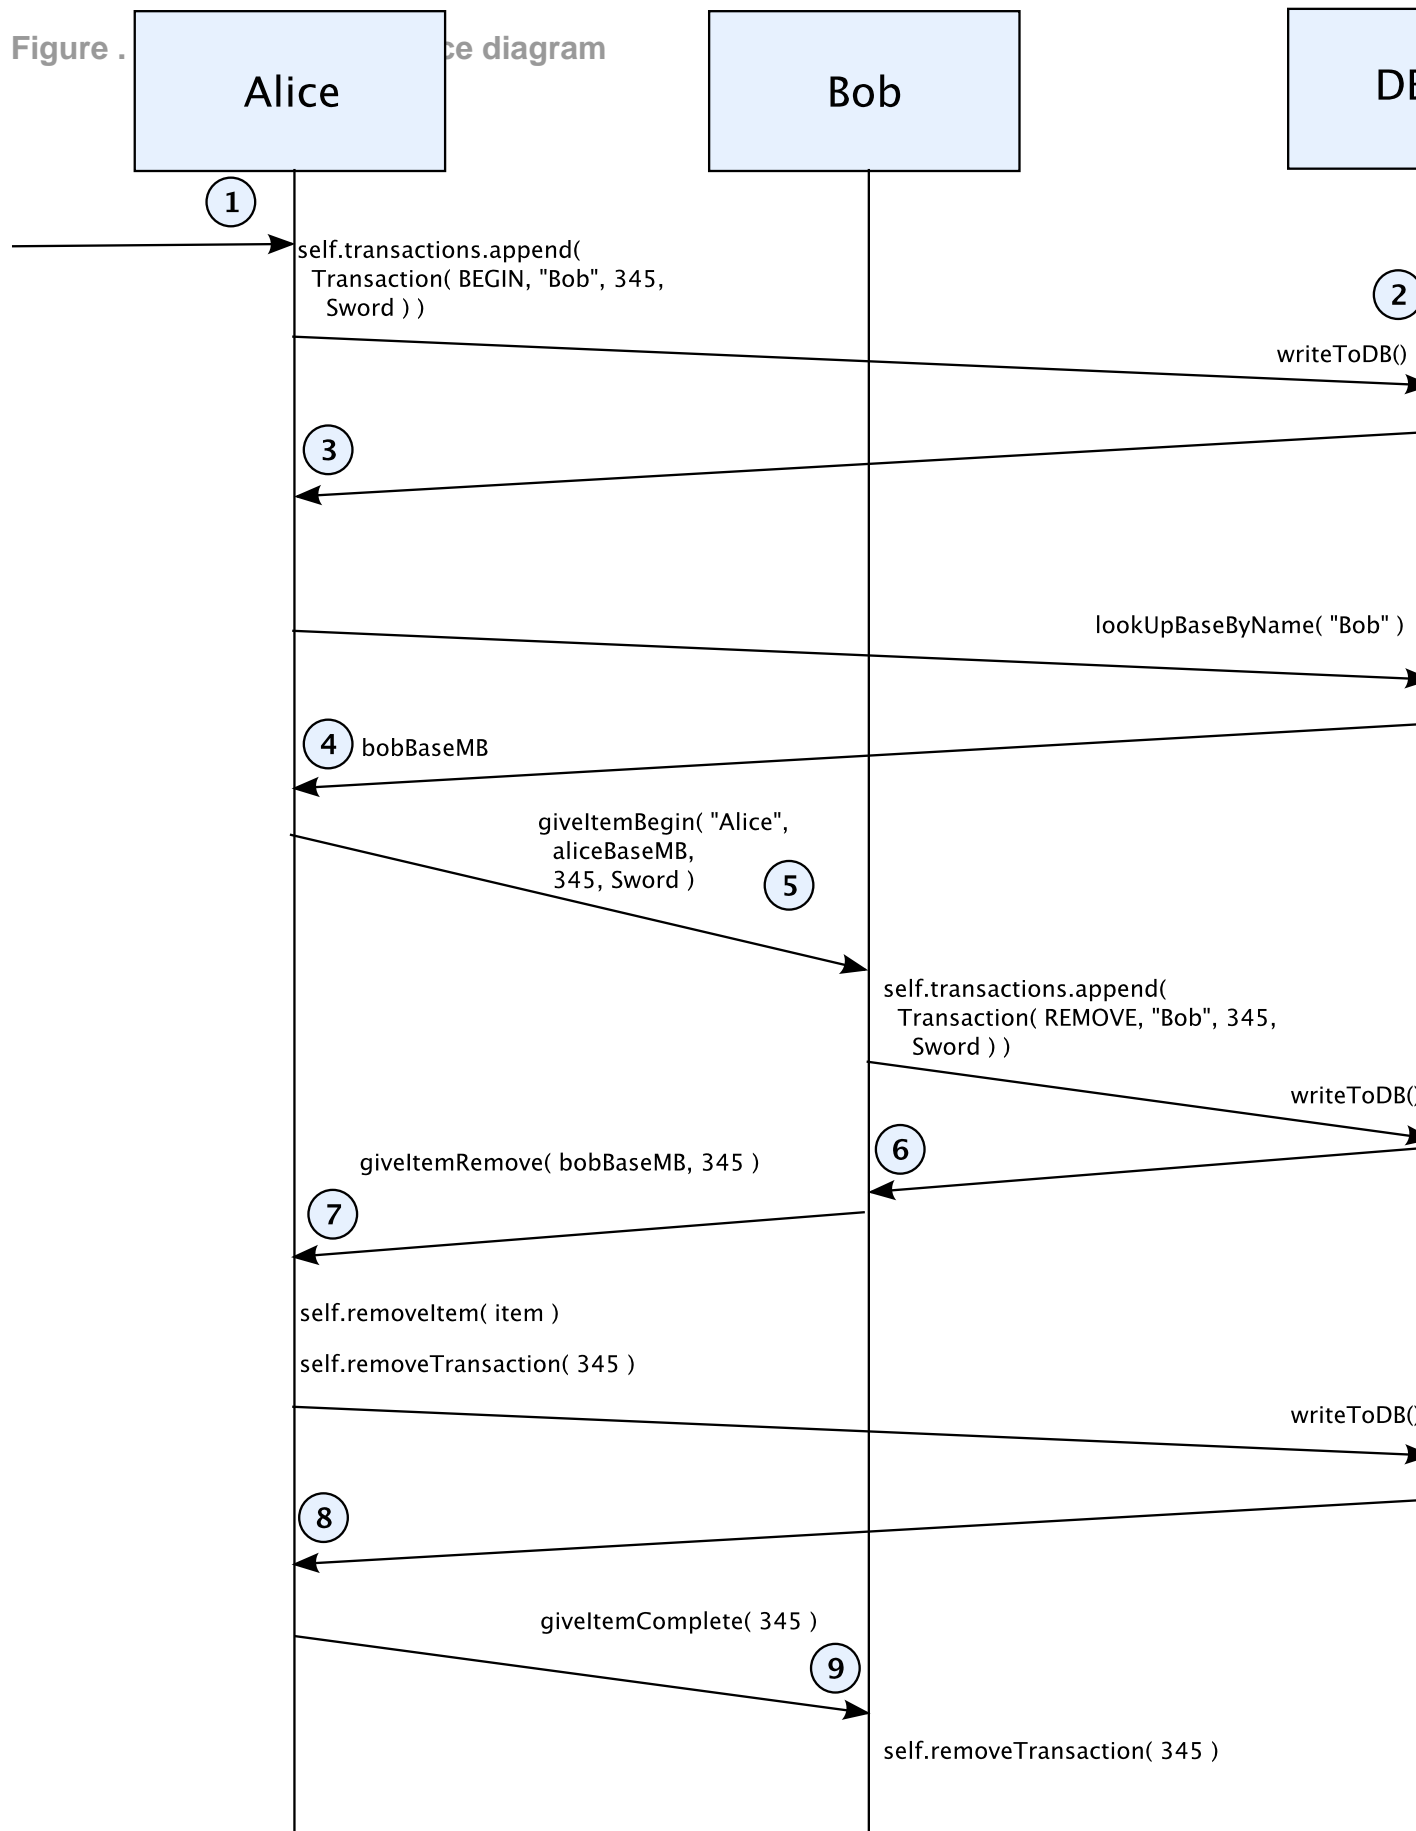 Figure . ce diagram
Alice
Bob
1
self.transactions.append(
Transaction( BEGIN, "Bob", 345,
Sword ) )
2
writeToDB()
3
lookUpBaseByName( "Bob" )
4
bobBaseMB
giveItemBegin( "Alice",
aliceBaseMB,
345, Sword )
5
self.transactions.append(
Transaction( REMOVE, "Bob", 345,
Sword ) )
writeToDB()
6
giveItemRemove( bobBaseMB, 345 )
7
self.removeItem( item )
self.removeTransaction( 345 )
writeToDB()
8
giveItemComplete( 345 )
9
self.removeTransaction( 345 )